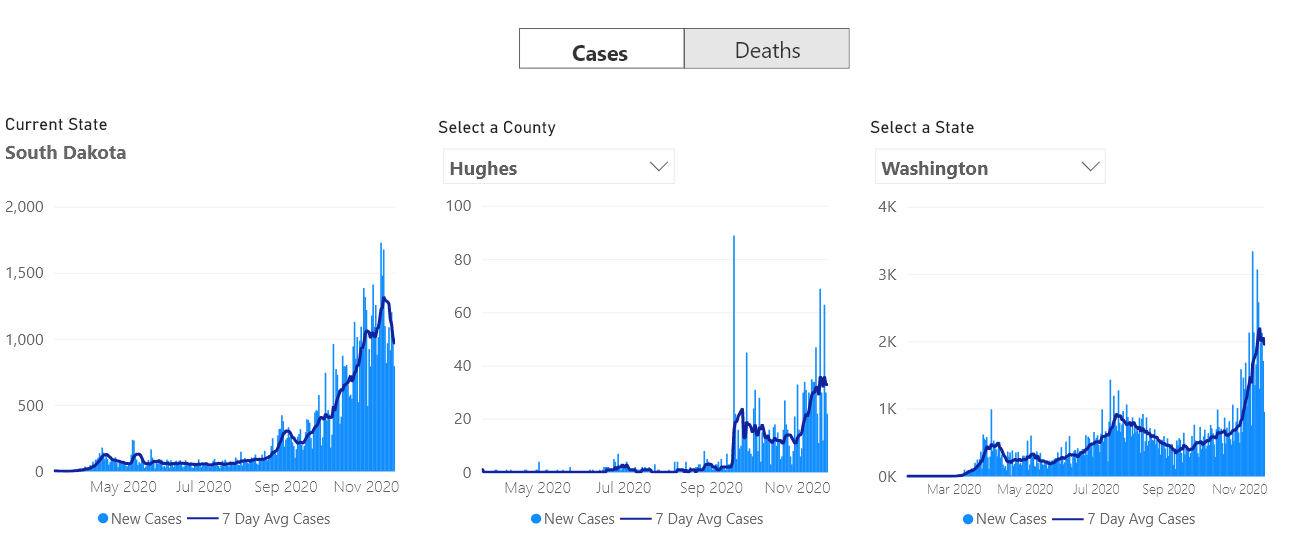 Cases Deaths
Current State
South Dakota
2,000
1,500
1,000
500
0
May 2020 Jul 2020 Sep 2020 Nov 2020
New Cases 7 Day Avg Cases
Select a County
Hughes
100
80
60
40
20
0
May 2020 Jul 2020 Sep 2020 Nov 2020
New Cases 7 Day Avg Cases
Select a State
Washington
4K
3K
2K
1K
0K
Mar 2020 May 2020 Jul 2020 Sep 2020 Nov 2020
New Cases 7 Day Avg Cases